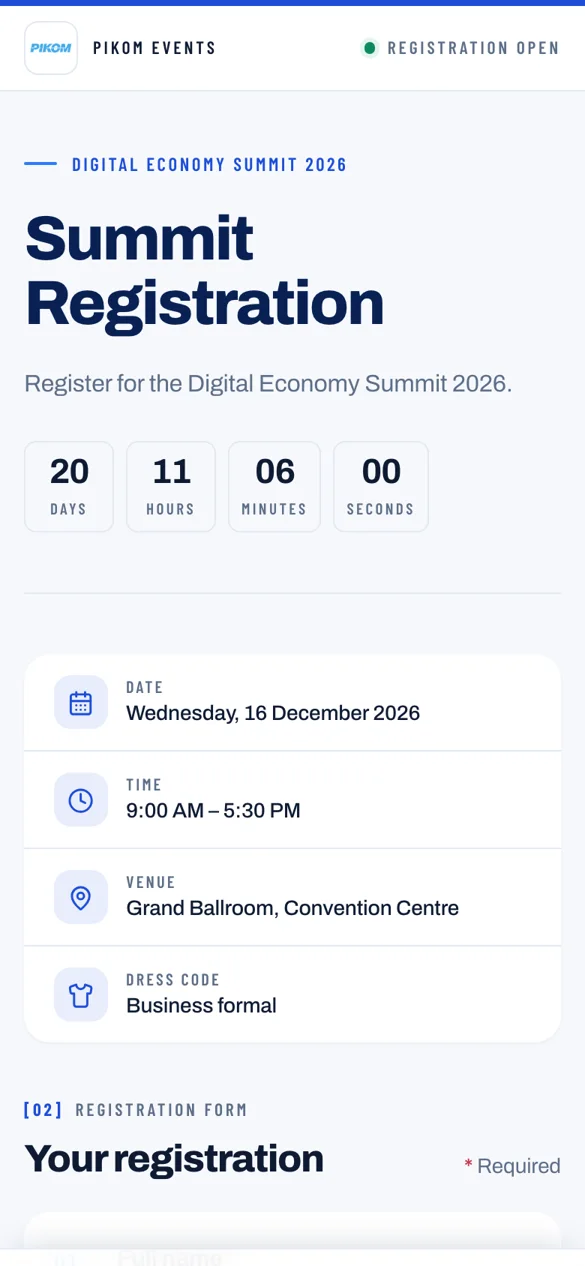 PIKOM
PIKOM EVENTS
REGISTRATION OPEN
DIGITAL ECONOMY SUMMIT 2026
Summit
Registration
Register for the Digital Economy Summit 2026.
20
DAYS
11
HOURS
06
MINUTES
00
SECONDS
DATE
Wednesday, 16 December 2026
TIME
9:00 AM – 5:30 PM
VENUE
Grand Ballroom, Convention Centre
DRESS CODE
Business formal
[02] REGISTRATION FORM
Your registration
* Required
Full name